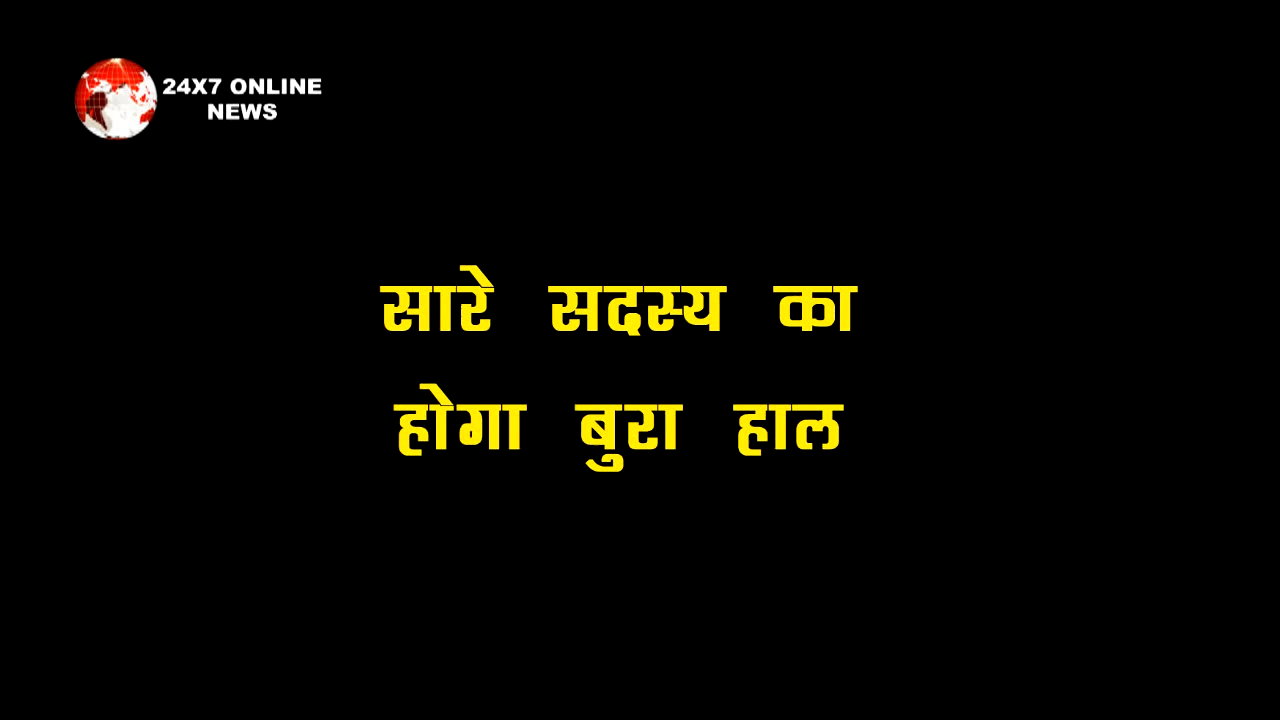 24X7 ONLINE
NEWS
सारे सदस्य का
होगा बुरा हाल